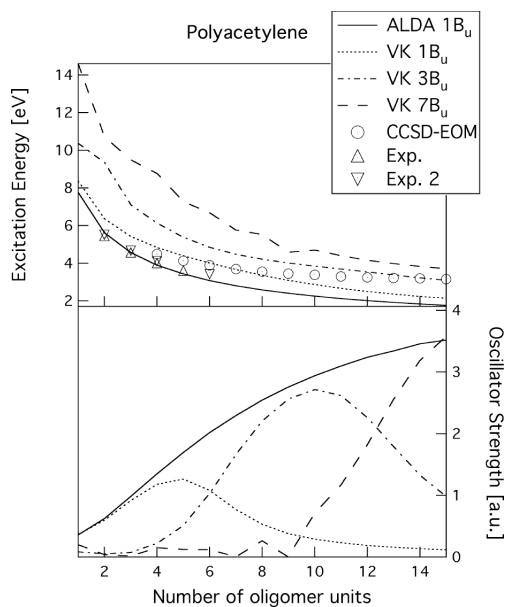 Polyacetylene
ALDA 1Bu
VK 1Bu
VK 3Bu
VK 7Bu
CCSD-EOM
Exp.
Exp. 2
Excitation Energy [eV]
14
12
10
8
6
4
2
Oscillator Strength [a.u.]
4
3
2
1
0
2 4 6 8 10 12 14
Number of oligomer units